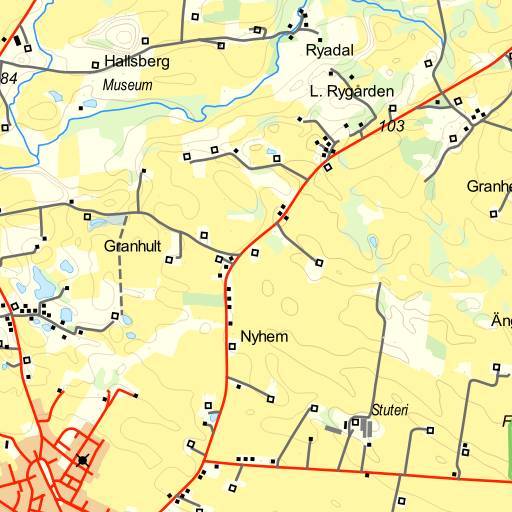 Ryadal
Hallsberg
84
Museum
L. Rygården
103
Granhe
Granhult
Äng
Nyhem
Stuteri
F